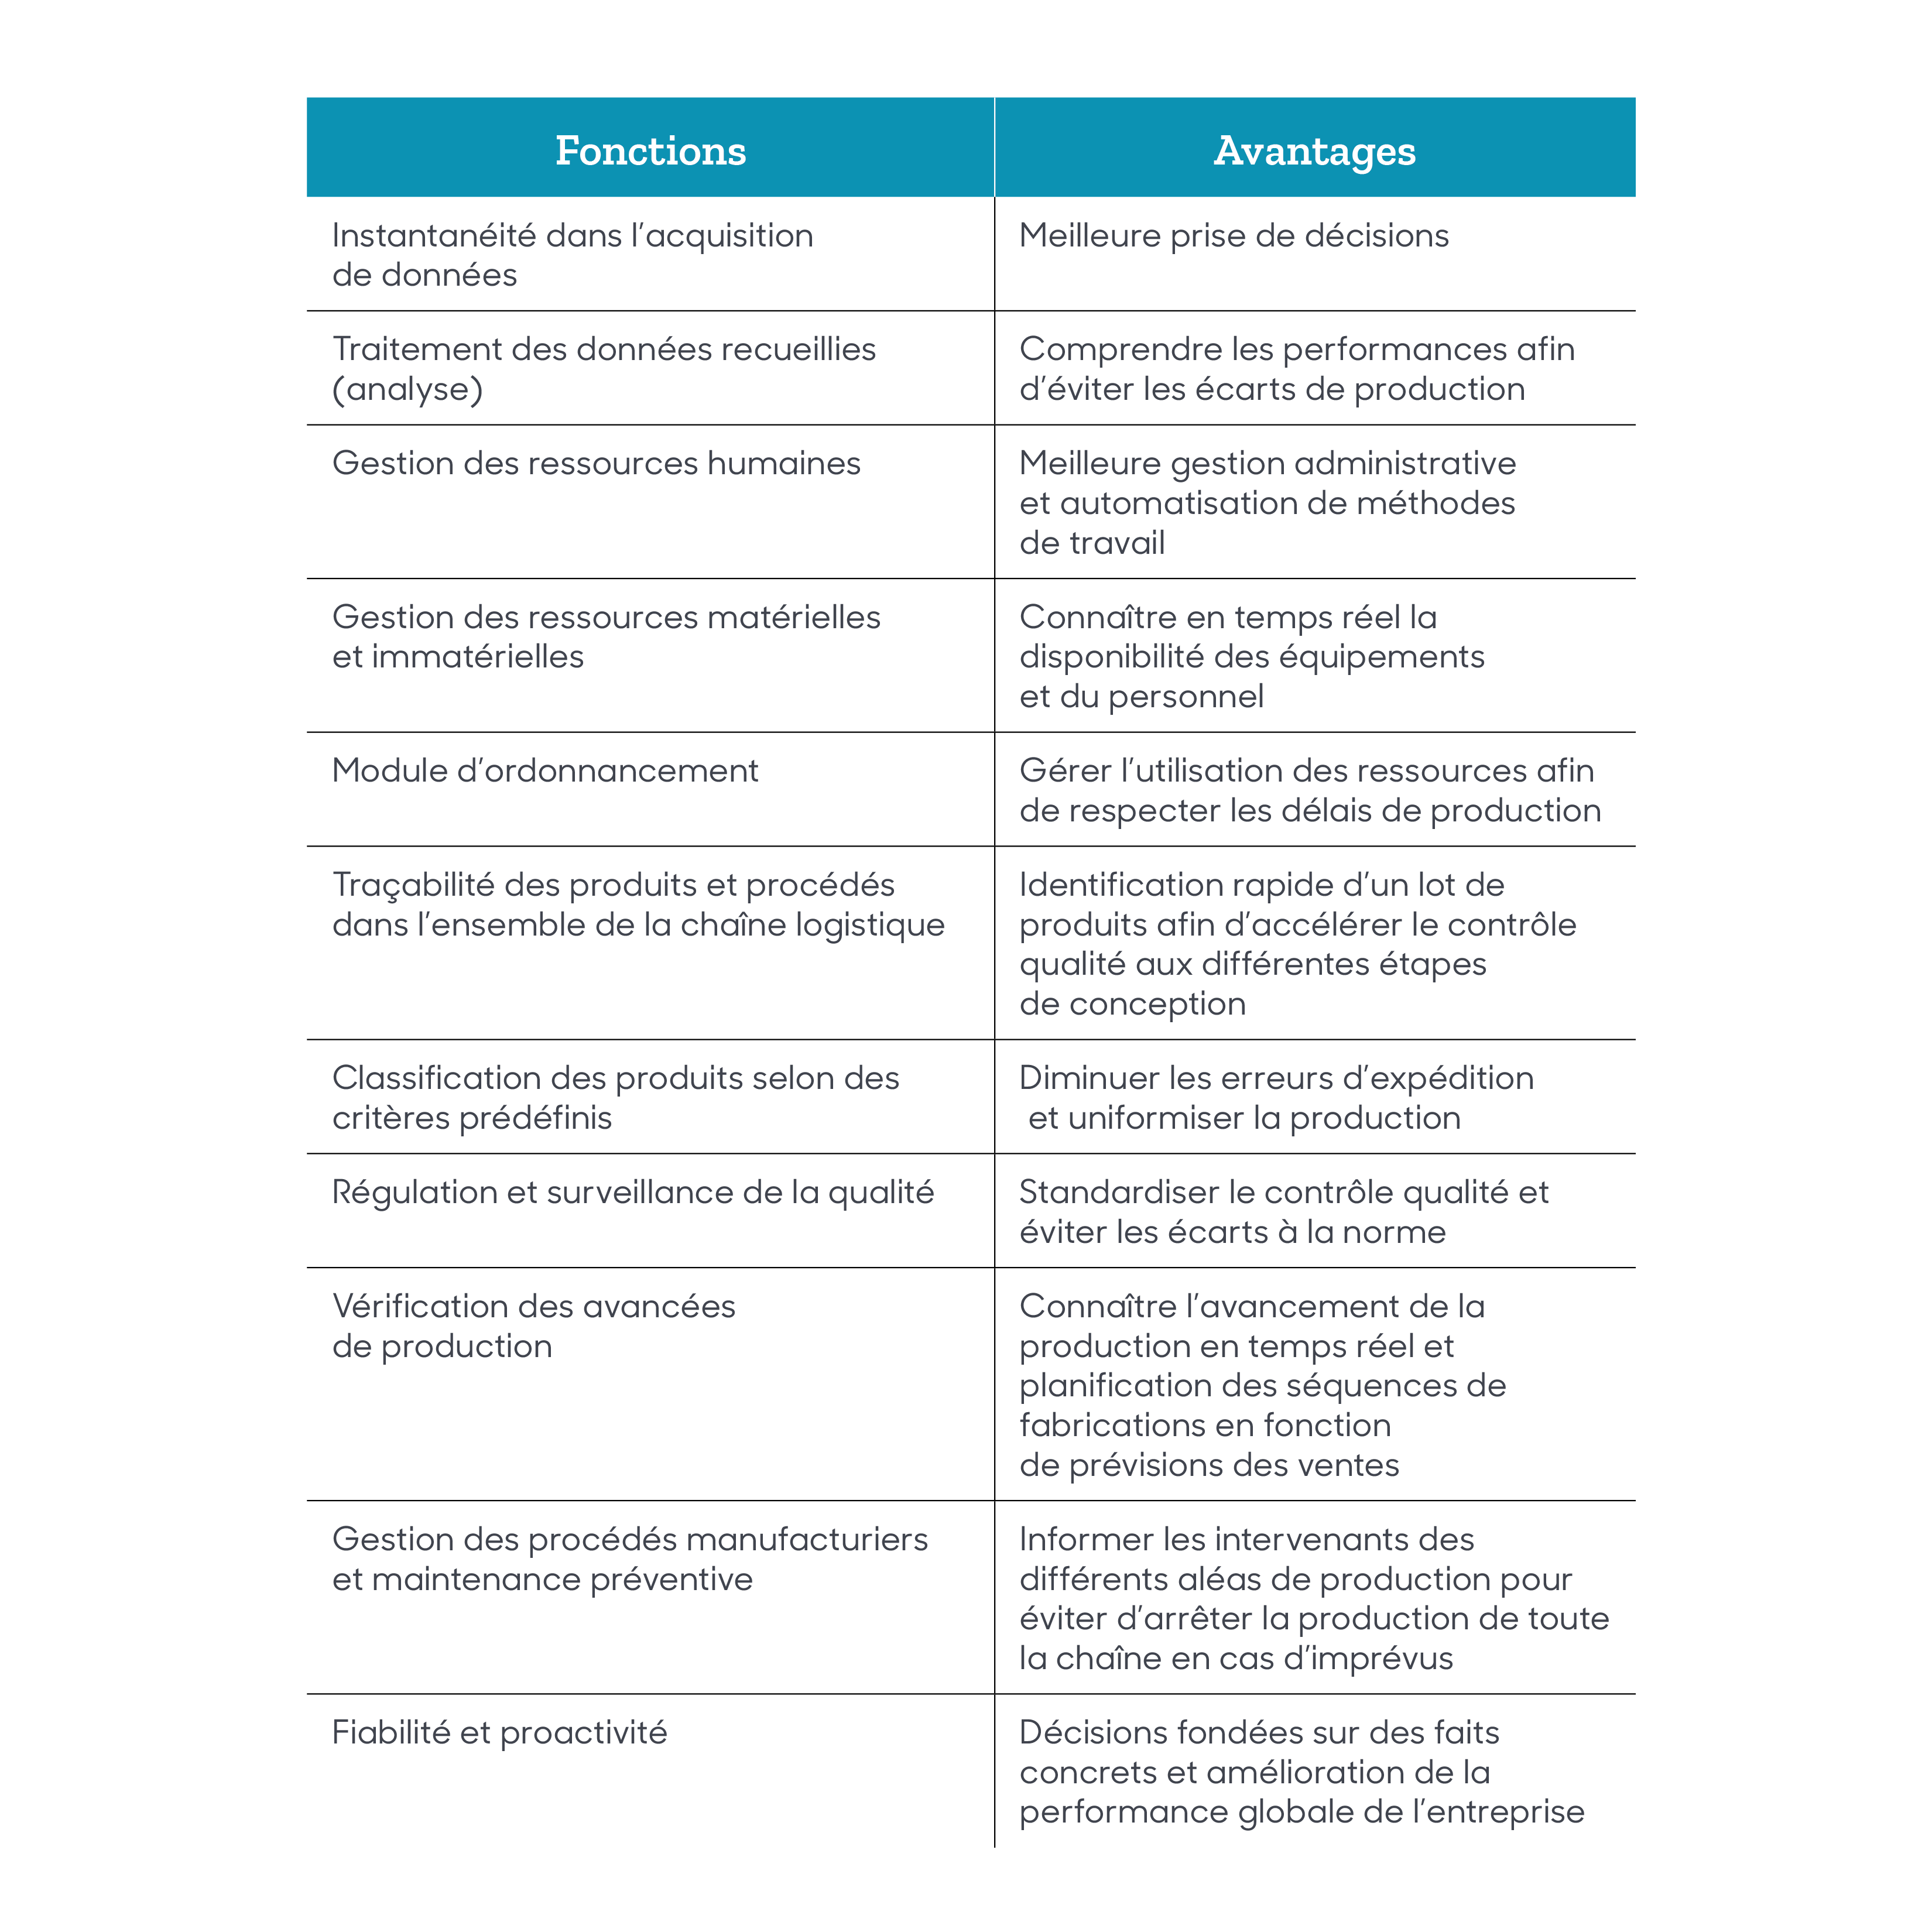 Fonctions
Avantages
Instantanéité dans l’acquisition
de données
Meilleure prise de décisions
Traitement des données recueillies
(analyse)
Comprendre les performances afin
d’éviter les écarts de production
Gestion des ressources humaines
Meilleure gestion administrative
et automatisation de méthodes
de travail
Gestion des ressources matérielles
et immatérielles
Connaître en temps réel la
disponibilité des équipements
et du personnel
Module d’ordonnancement
Gérer l’utilisation des ressources afin
de respecter les délais de production
Traçabilité des produits et procédés
dans l’ensemble de la chaîne logistique
Identification rapide d’un lot de
produits afin d’accélérer le contrôle
qualité aux différentes étapes
de conception
Classification des produits selon des
critères prédéfinis
Diminuer les erreurs d’expédition
et uniformiser la production
Régulation et surveillance de la qualité
Standardiser le contrôle qualité et
éviter les écarts à la norme
Vérification des avancées
de production
Connaître l’avancement de la
production en temps réel et
planification des séquences de
fabrications en fonction
de prévisions des ventes
Gestion des procédés manufacturiers
et maintenance préventive
Informer les intervenants des
différents aléas de production pour
éviter d’arrêter la production de toute
la chaîne en cas d’imprévus
Fiabilité et proactivité
Décisions fondées sur des faits
concrets et amélioration de la
performance globale de l’entreprise